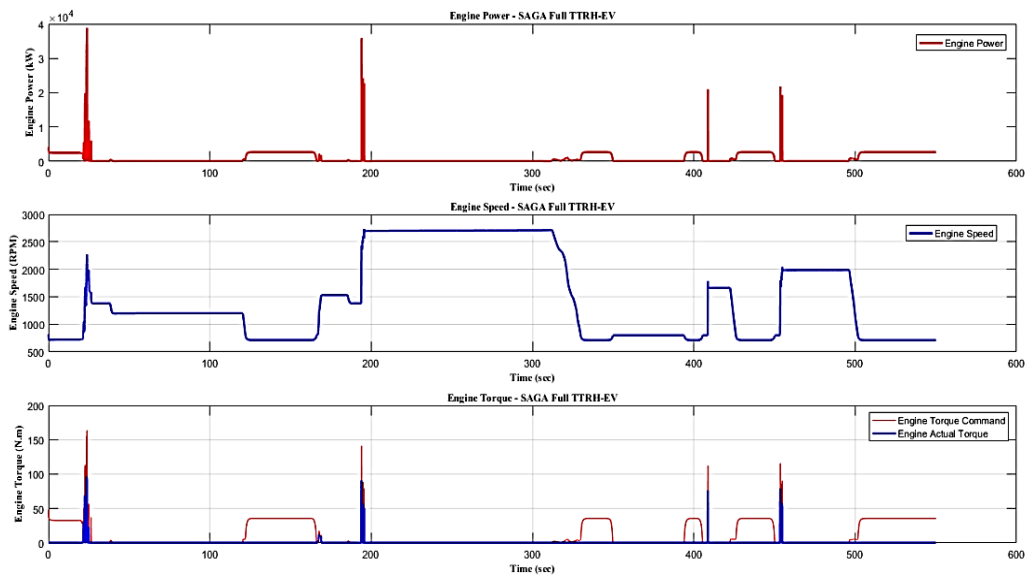 Engine Power - SAGA Full TTRH-EV
× 10^4
4
3
2
1
0
Engine Power (kW)
Engine Power
0 100 200 300 400 500 600
Time (sec)
Engine Speed - SAGA Full TTRH-EV
3000
2500
2000
1500
1000
500
Engine Speed (RPM)
Engine Speed
0 100 200 300 400 500 600
Time (sec)
Engine Torque - SAGA Full TTRH-EV
200
150
100
50
0
Engine Torque (N.m)
Engine Torque Command
Engine Actual Torque
0 100 200 300 400 500 600
Time (sec)